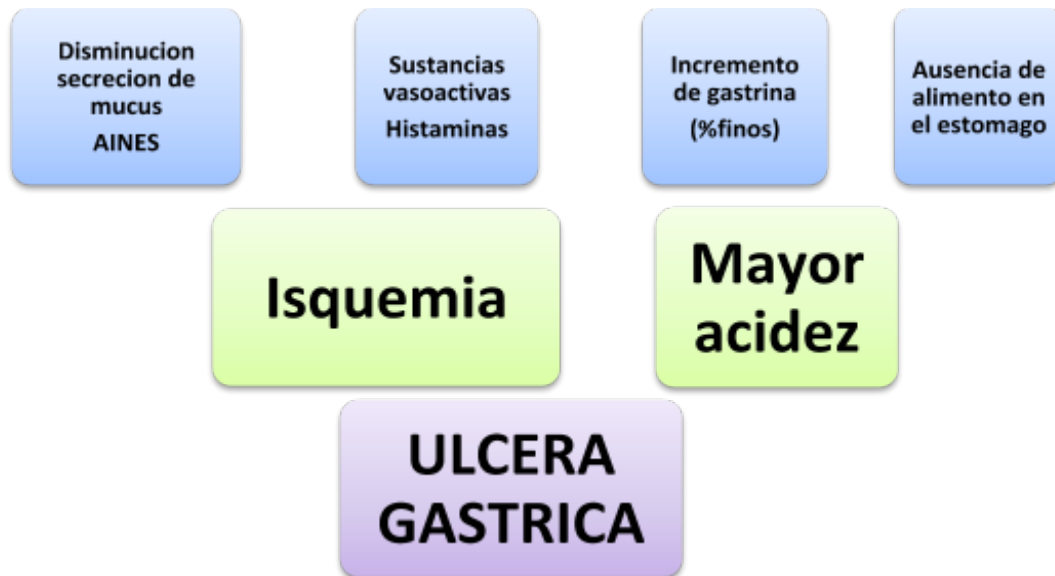 Disminucion
secrecion de
mucus
AINES
Sustancias
vasoactivas
Histaminas
Incremento
de gastrina
(%finos)
Ausencia de
alimento en
el estomago
Isquemia
Mayor
acidez
ULCERA
GASTRICA